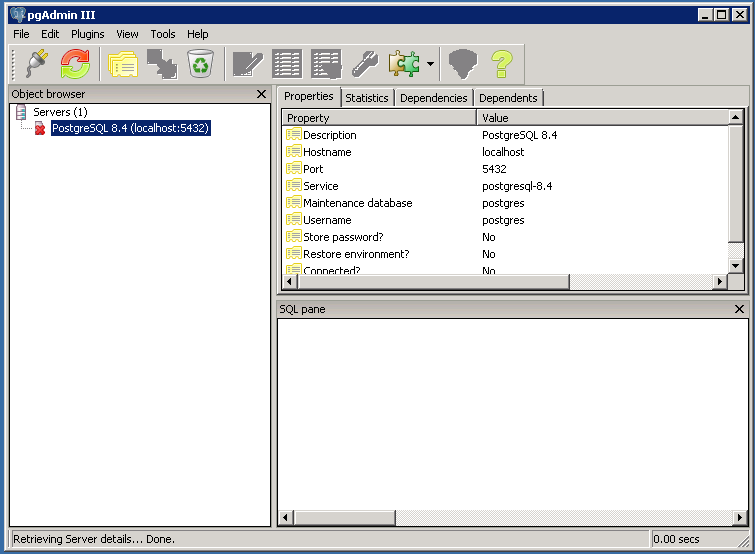 pgAdmin III
File Edit Plugins View Tools Help
Object browser
Servers (1)
PostgreSQL 8.4 (localhost:5432)
Properties Statistics Dependencies Dependents
Property Value
Description PostgreSQL 8.4
Hostname localhost
Port 5432
Service postgresql-8.4
Maintenance database postgres
Username postgres
Store password? No
Restore environment? No
Connected? No
SQL pane
Retrieving Server details... Done. 0.00 secs